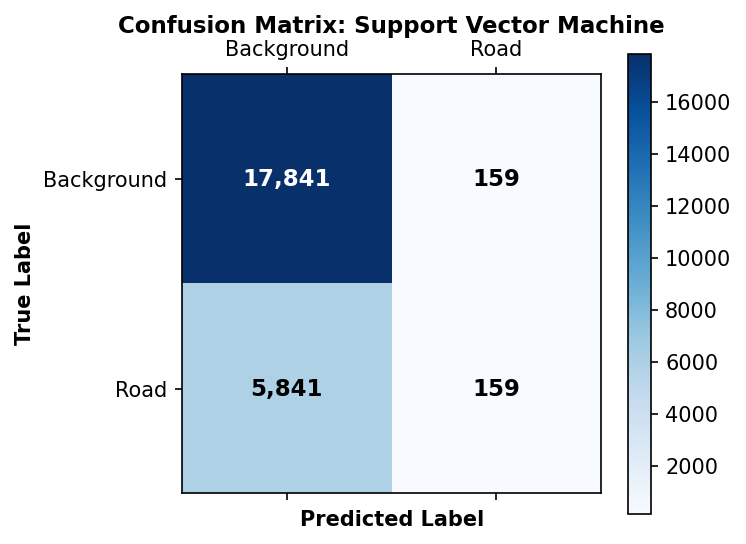 Confusion Matrix: Support Vector Machine
Background Road
Background 17,841 159
Road 5,841 159
True Label
Predicted Label
16000
14000
12000
10000
8000
6000
4000
2000